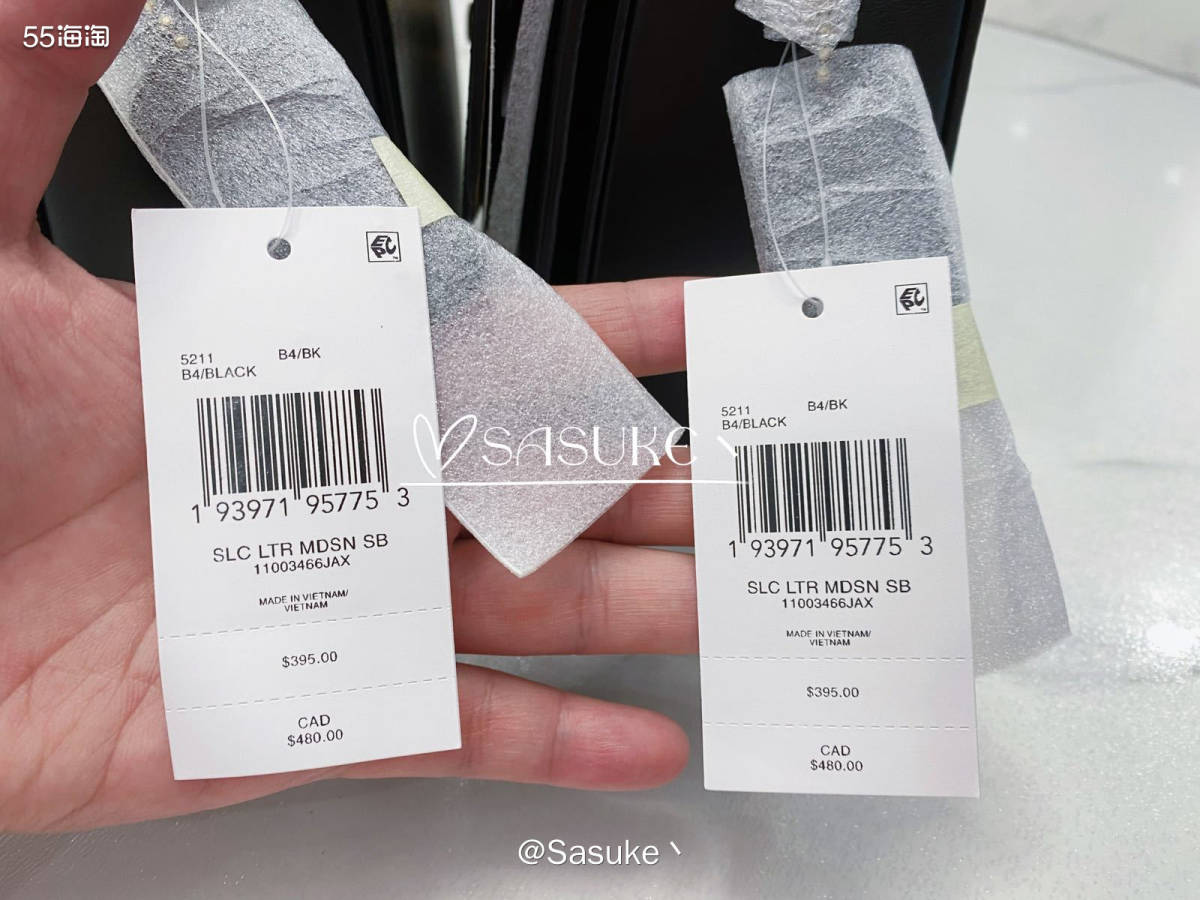 55海淘
EPC
5211 B4/BK
B4/BLACK
1 93971 95775 3
SLC LTR MDSN SB
11003466JAX
MADE IN VIETNAM/
VIETNAM
$395.00
CAD
$480.00
EPC
5211 B4/BK
B4/BLACK
1 93971 95775 3
SLC LTR MDSN SB
11003466JAX
MADE IN VIETNAM/
VIETNAM
$395.00
CAD
$480.00
SASUKE丶
@Sasuke丶